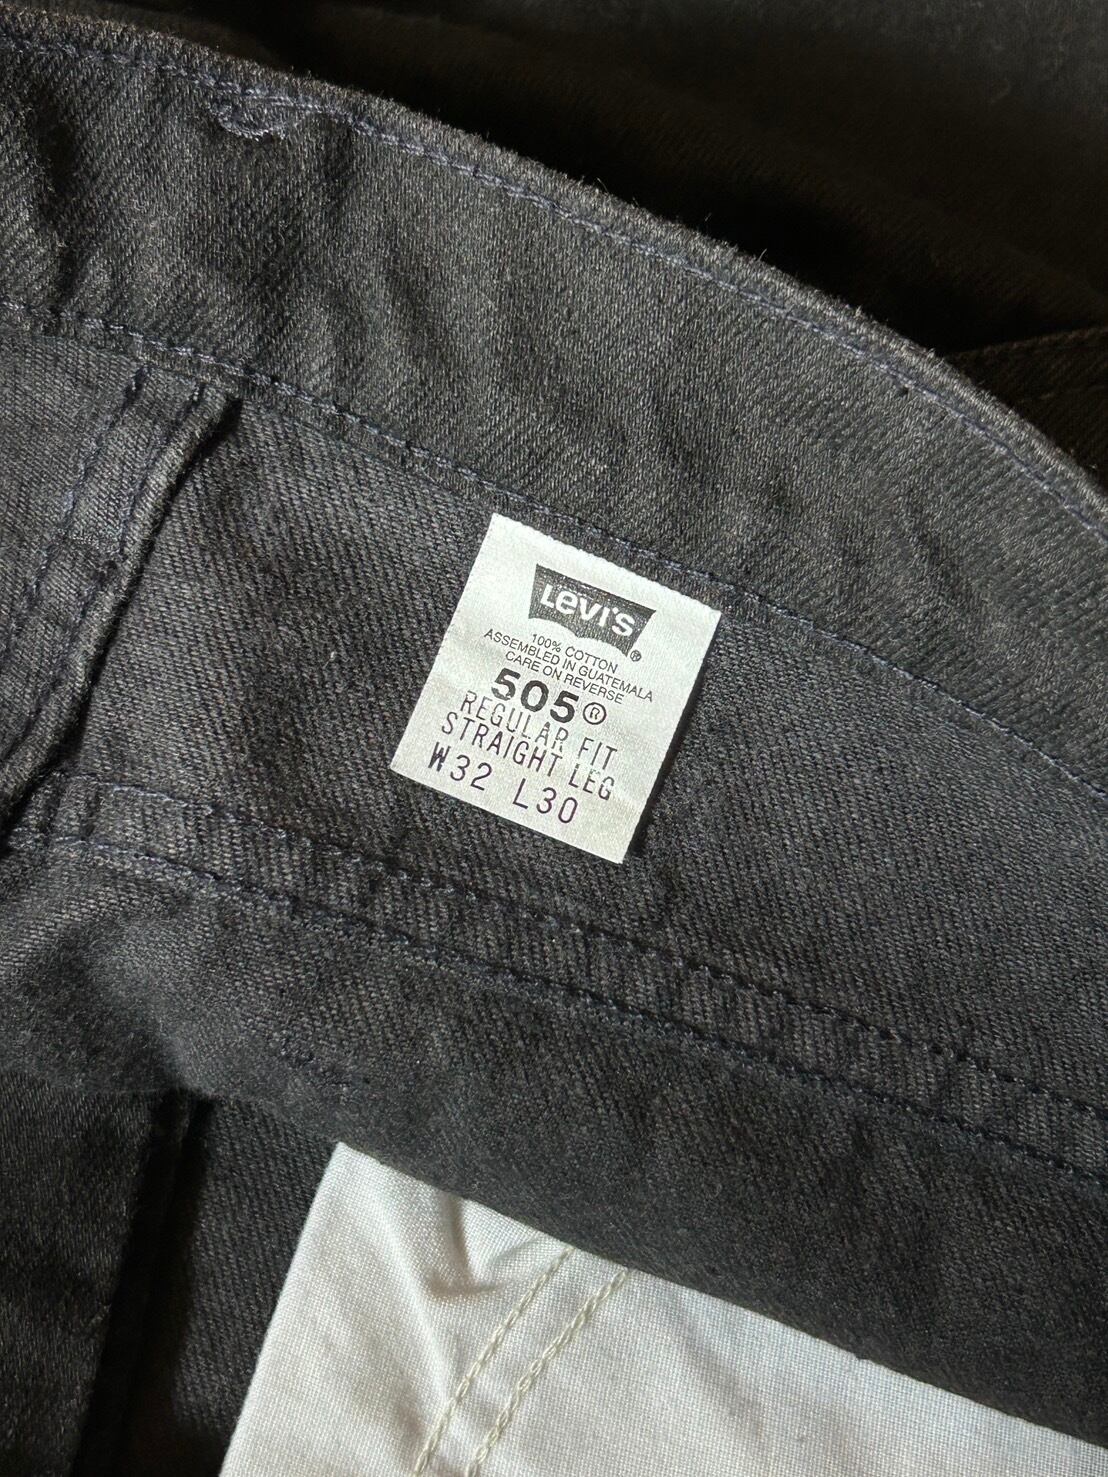 Levi's®
100% COTTON
ASSEMBLED IN GUATEMALA
CARE ON REVERSE
505®
REGULAR FIT
STRAIGHT LEG
W32 L30